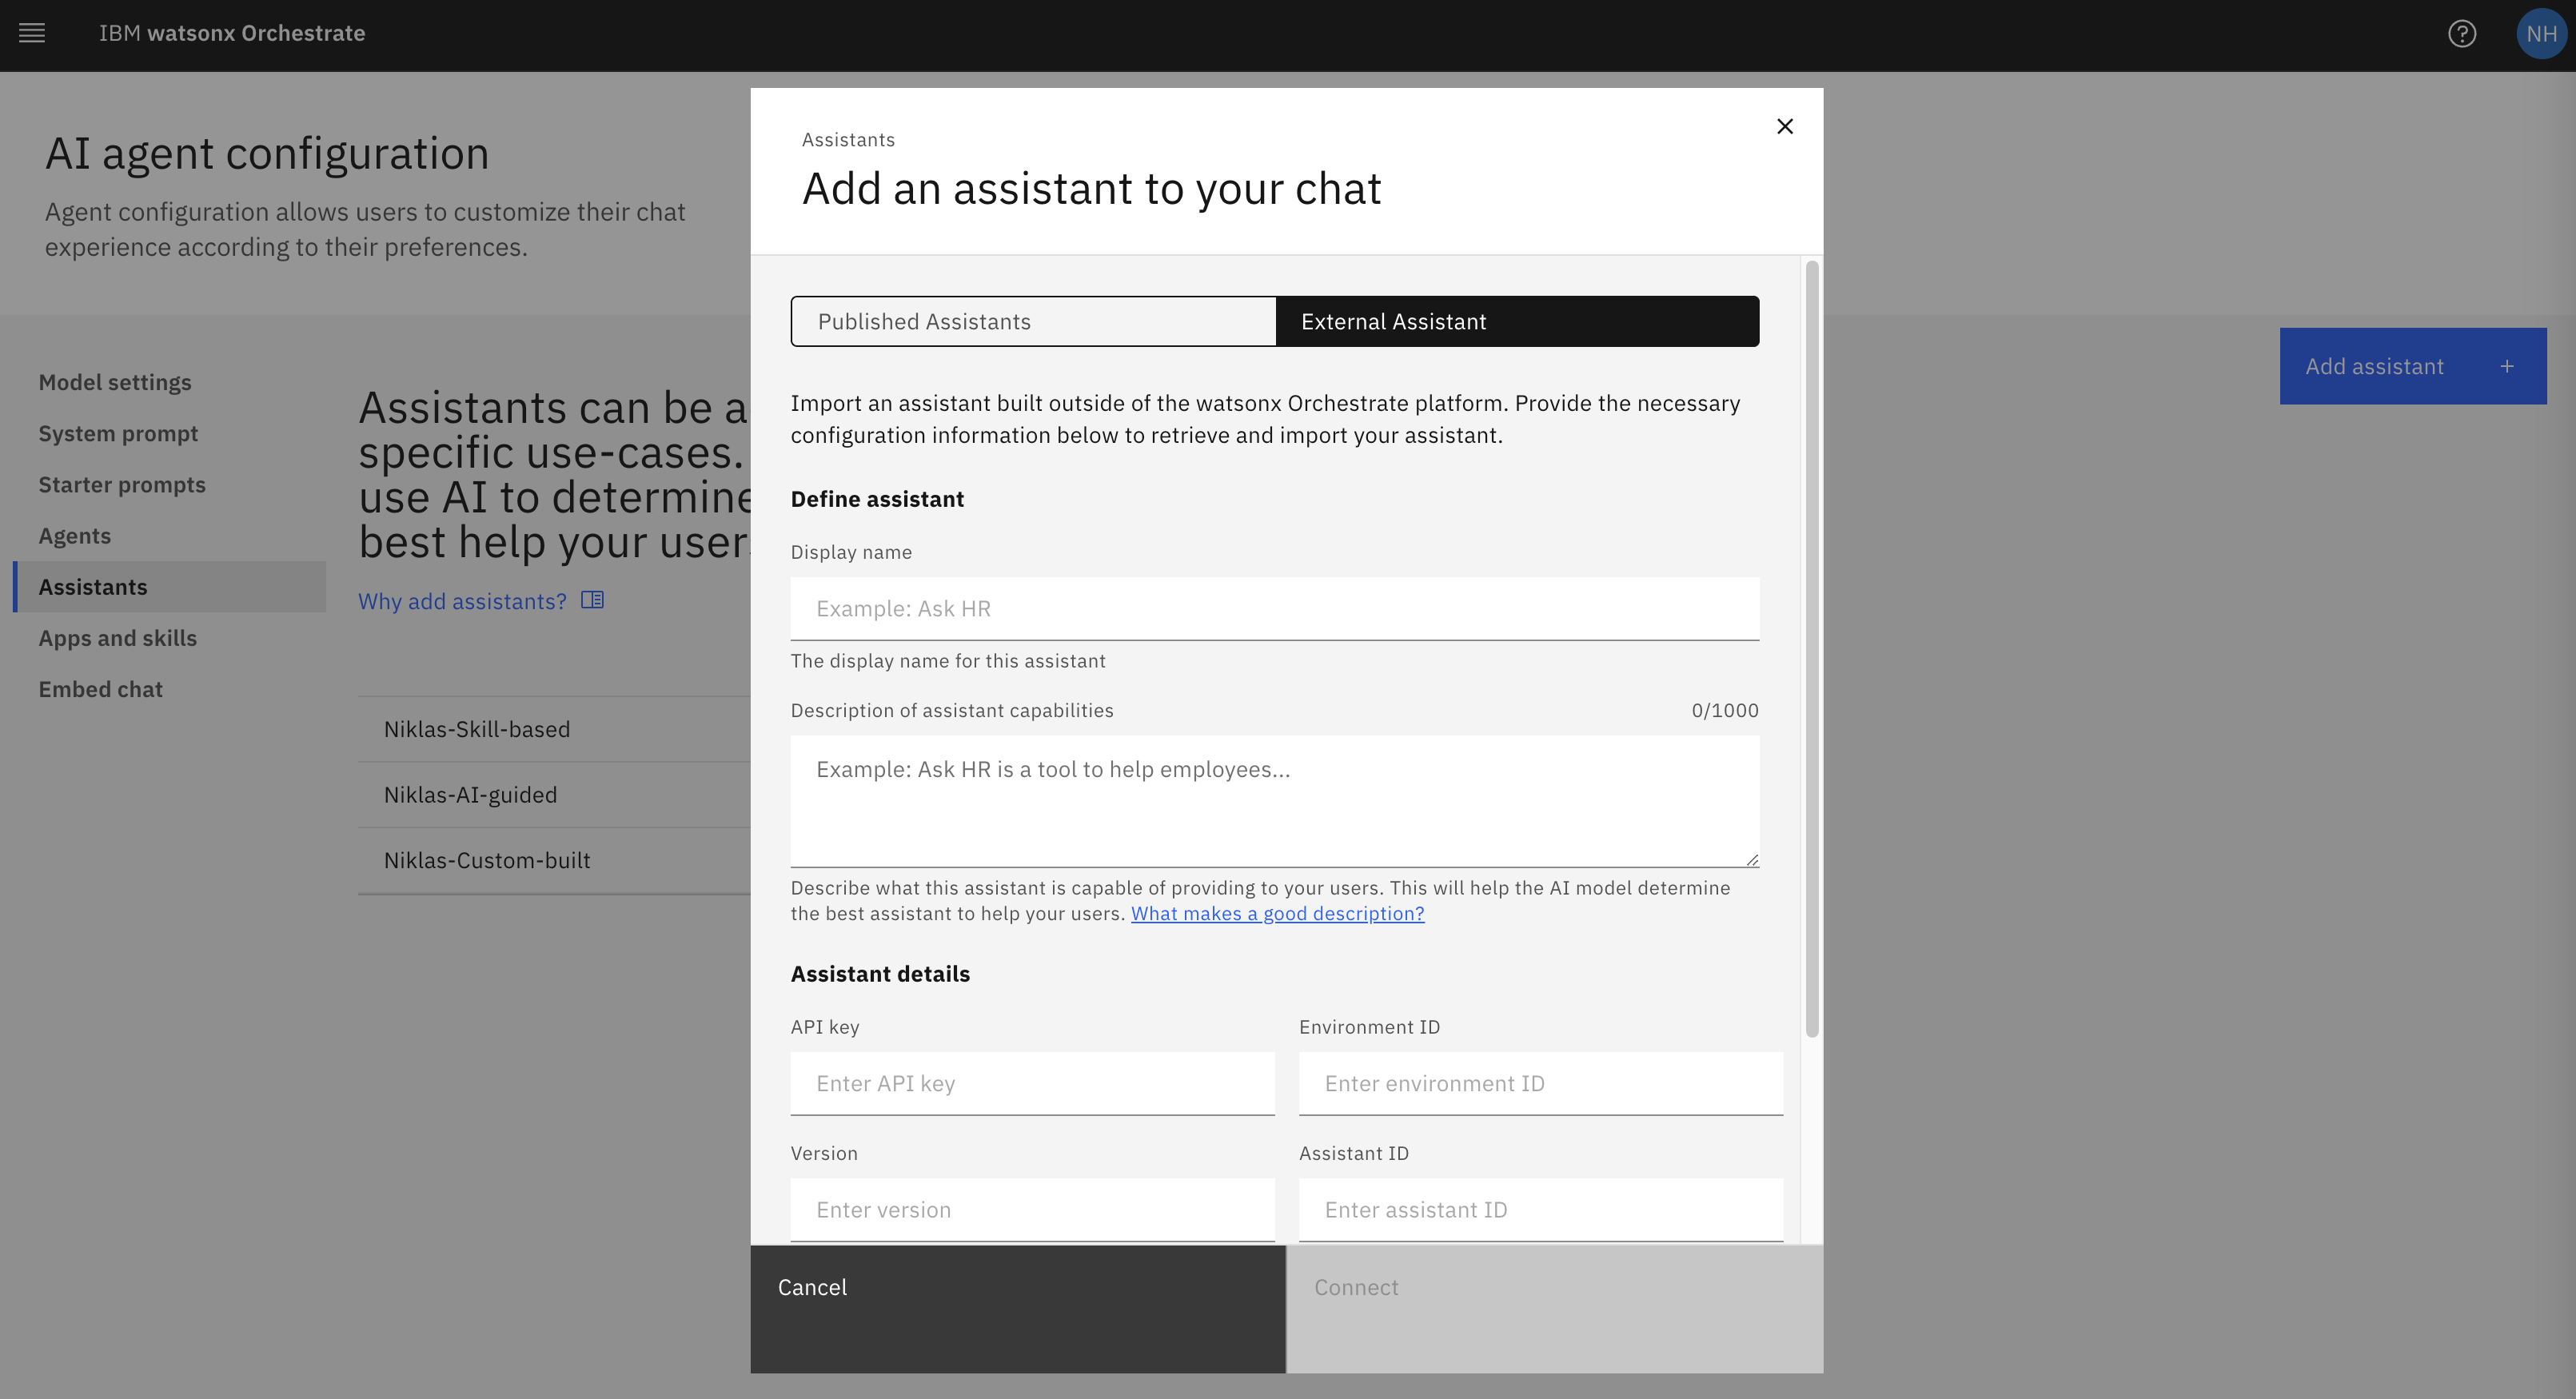 IBM watsonx Orchestrate
NH
AI agent configuration
Agent configuration allows users to customize their chat
experience according to their preferences.
Model settings
System prompt
Starter prompts
Agents
Assistants
Apps and skills
Embed chat
Assistants can be a
specific use-cases.
use AI to determine
best help your user
Why add assistants?
Niklas-Skill-based
Niklas-AI-guided
Niklas-Custom-built
Add assistant +
Assistants
Add an assistant to your chat
Published Assistants
External Assistant
Import an assistant built outside of the watsonx Orchestrate platform. Provide the necessary
configuration information below to retrieve and import your assistant.
Define assistant
Display name
Example: Ask HR
The display name for this assistant
Description of assistant capabilities 0/1000
Example: Ask HR is a tool to help employees...
Describe what this assistant is capable of providing to your users. This will help the AI model determine
the best assistant to help your users. What makes a good description?
Assistant details
API key
Enter API key
Environment ID
Enter environment ID
Version
Enter version
Assistant ID
Enter assistant ID
Cancel
Connect